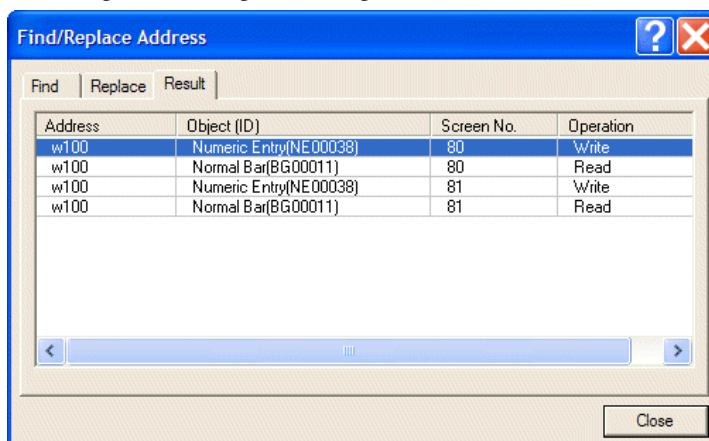 Find/Replace Address
Find Replace Result
Address Object (ID) Screen No. Operation
w100 Numeric Entry(NE00038) 80 Write
w100 Normal Bar(BG00011) 80 Read
w100 Numeric Entry(NE00038) 81 Write
w100 Normal Bar(BG00011) 81 Read
Close